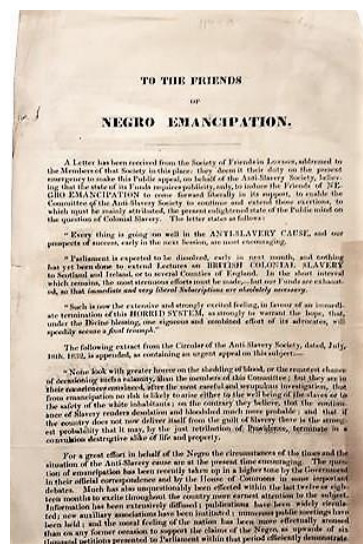 TO THE FRIENDS
OF
NEGRO EMANCIPATION.
A Letter has been received from the Society of Friends in LONDON, addressed to
the Members of that Society in this place: they deem it their duty on the present
emergency to make this Public appeal, on behalf of the Anti-Slavery Society, believ-
ing that the state of its Funds requires publicity, only, to induce the Friends of NE-
GRO EMANCIPATION to come forward liberally in its support, to enable the
Committee of the Anti-Slavery Society to continue and extend those exertions, to
which must be mainly attributed, the present enlightened state of the Public mind on
the question of Colonial Slavery. The letter states as follows:
"Every thing is going on well in the ANTI-SLAVERY CAUSE, and our
prospects of success, early in the next Session, are most encouraging.
"Parliament is expected to be dissolved, early in next month, and nothing
has yet been done to extend Lectures on BRITISH COLONIAL SLAVERY
to Scotland and Ireland, or to several Counties of England. In the short interval
which remains, the most strenuous efforts must be made,—but our Funds are exhaust-
ed, so that immediate and very liberal Subscriptions are absolutely necessary.
"Such is now the extensive and strongly excited feeling, in favour of an immedi-
ate termination of this HORRID SYSTEM, as strongly to warrant the hope, that,
under the Divine blessing, one vigorous and combined effort of its advocates, will
speedily secure a final triumph."
The following extract from the Circular of the Anti-Slavery Society, dated, July
18th, 1832, is appended, as containing an urgent appeal on this subject:—
"None look with greater horror on the shedding of blood, or the remotest chance
of occasioning such a calamity, than the members of this Committee; but they are in
their consciences convinced, after the most careful and scrupulous investigation, that
from emancipation no risk is likely to arise either to the well being of the slaves or to
the safety of the white inhabitants; on the contrary they believe, that the continu-
ance of Slavery renders desolation and bloodshed much more probable; and that if
the country does not now deliver itself from the guilt of Slavery there is the strong-
est probability that it may, by the just retribution of Providence, terminate in a
convulsion destructive alike of life and property.
For a great effort in behalf of the Negro the circumstances of the times and the
situation of the Anti-Slavery cause are at the present time encouraging. The ques-
tion of emancipation has been recently taken up in a higher tone by the Government
in their official correspondence and by the House of Commons in some important
debates. Much has also unquestionably been effected within the last twelve or eigh-
teen months to excite throughout the country more earnest attention to the subject.
Information has been extensively diffused; publications have been widely circula-
ted; new auxiliary associations have been instituted; numerous public meetings have
been held; and the moral feeling of the nation has been more effectually aroused
than on any former occasion to support the claims of the Negro, as upwards of six
thousand petitions presented to Parliament within that period efficiently demonstrate.